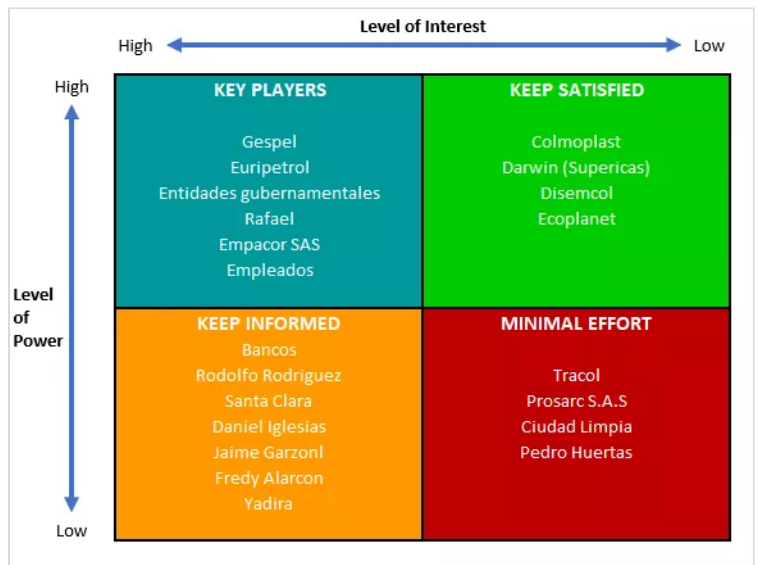 Level of Interest
High
Low
High
KEY PLAYERS
Gespel
Euripetrol
Entidades gubernamentales
Rafael
Empacor SAS
Empleados
KEEP SATISFIED
Colmoplast
Darwin (Supericas)
Disemcol
Ecoplanet
Level
of
Power
KEEP INFORMED
Bancos
Rodolfo Rodriguez
Santa Clara
Daniel Iglesias
Jaime Garzonl
Fredy Alarcon
Yadira
MINIMAL EFFORT
Tracol
Prosarc S.A.S
Ciudad Limpia
Pedro Huertas
Low